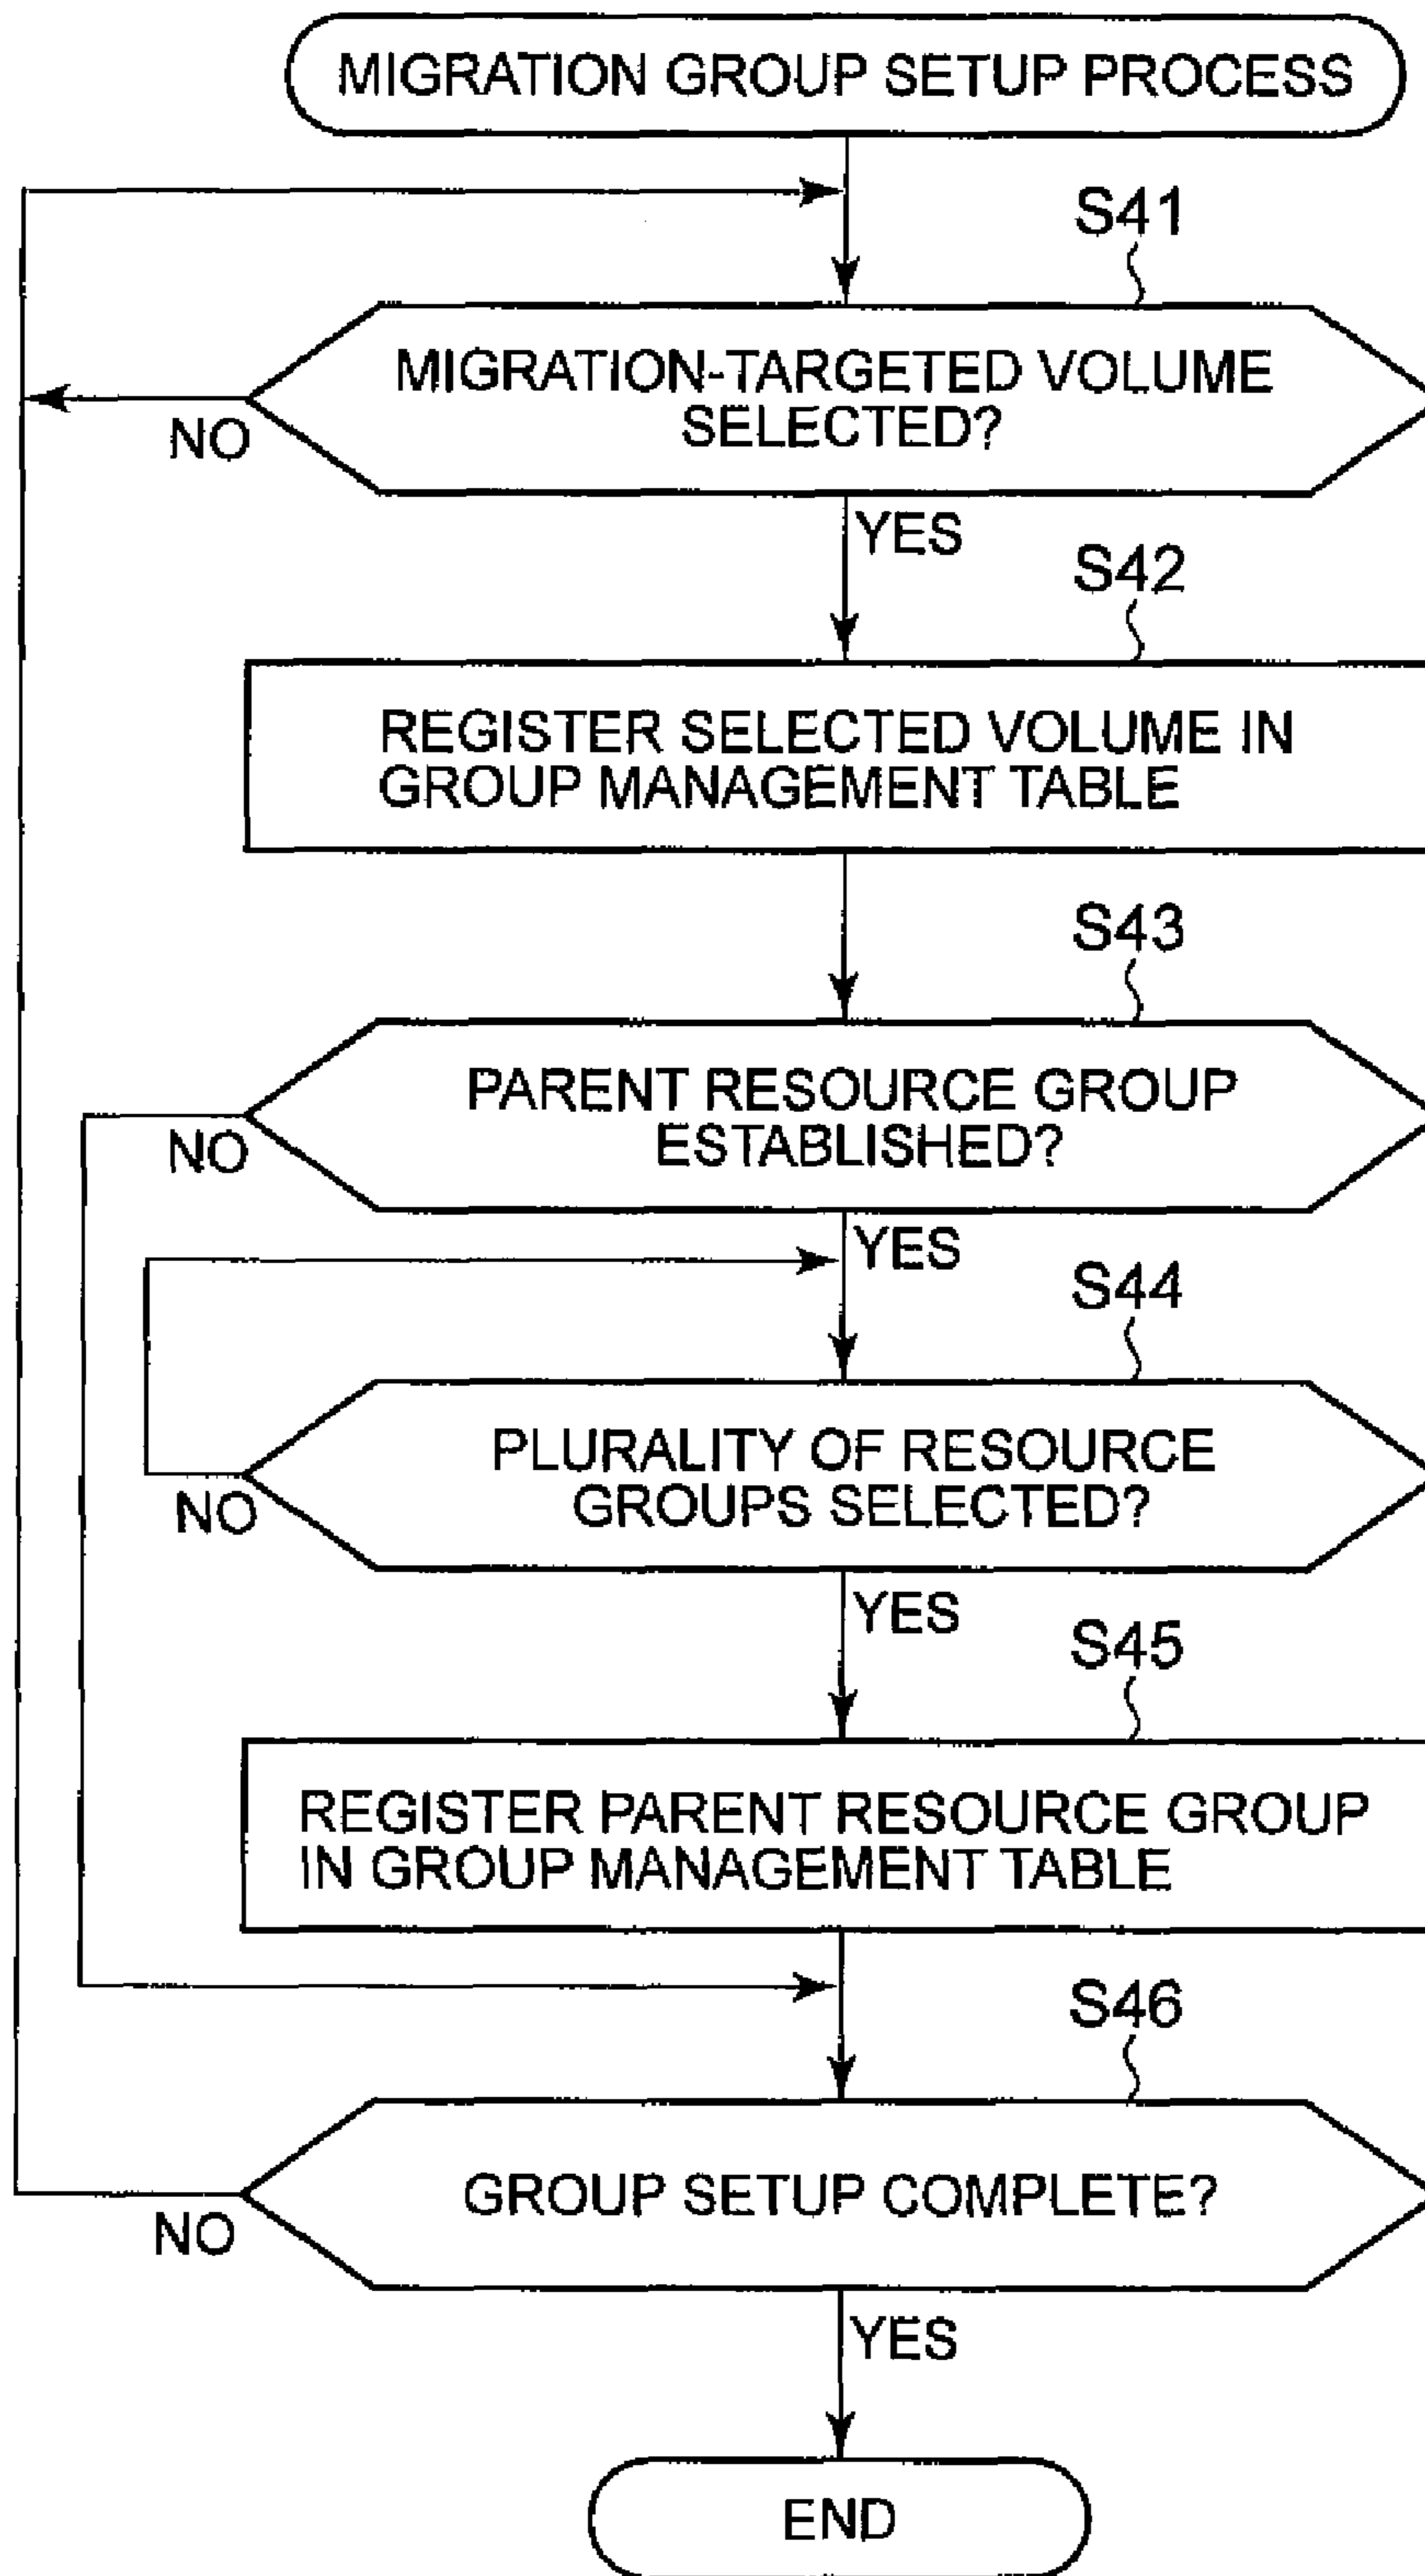 MIGRATION GROUP SETUP PROCESS
S41
MIGRATION-TARGETED VOLUME
SELECTED?
NO
YES
S42
REGISTER SELECTED VOLUME IN
GROUP MANAGEMENT TABLE
S43
PARENT RESOURCE GROUP
ESTABLISHED?
NO
YES
S44
PLURALITY OF RESOURCE
GROUPS SELECTED?
NO
YES
S45
REGISTER PARENT RESOURCE GROUP
IN GROUP MANAGEMENT TABLE
S46
GROUP SETUP COMPLETE?
NO
YES
END